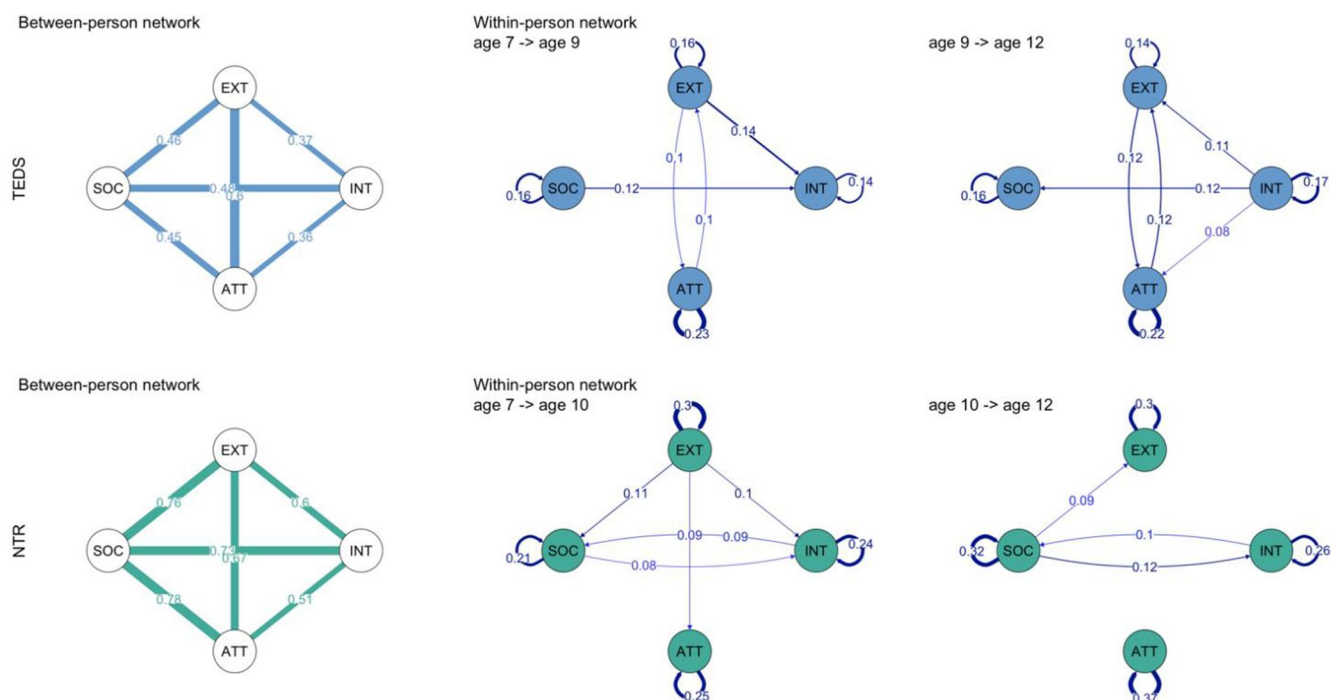 Between-person network
Within-person network
age 7 -> age 9
age 9 -> age 12
TEDS
EXT
SOC
INT
ATT
0.46
0.37
0.48
0.6
0.45
0.36
0.16
EXT
0.14
0.1
SOC
0.16
0.12
INT
0.14
0.1
ATT
0.23
0.14
EXT
0.11
0.12
SOC
0.16
0.12
INT
0.17
0.12
0.08
ATT
0.22
Between-person network
Within-person network
age 7 -> age 10
age 10 -> age 12
NTR
EXT
SOC
INT
ATT
0.76
0.6
0.73
0.67
0.78
0.51
0.3
EXT
0.11
0.1
SOC
0.21
0.09
0.09
INT
0.24
0.08
ATT
0.25
0.3
EXT
0.09
SOC
0.32
0.1
INT
0.26
0.12
ATT
0.37